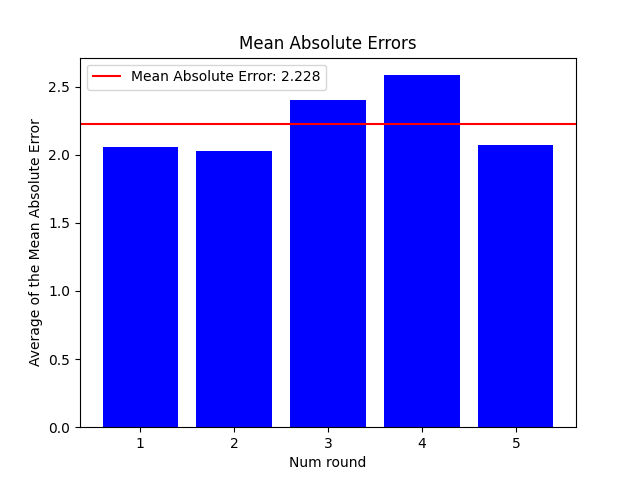 Mean Absolute Errors
Mean Absolute Error: 2.228
Average of the Mean Absolute Error
2.5
2.0
1.5
1.0
0.5
0.0
1 2 3 4 5
Num round